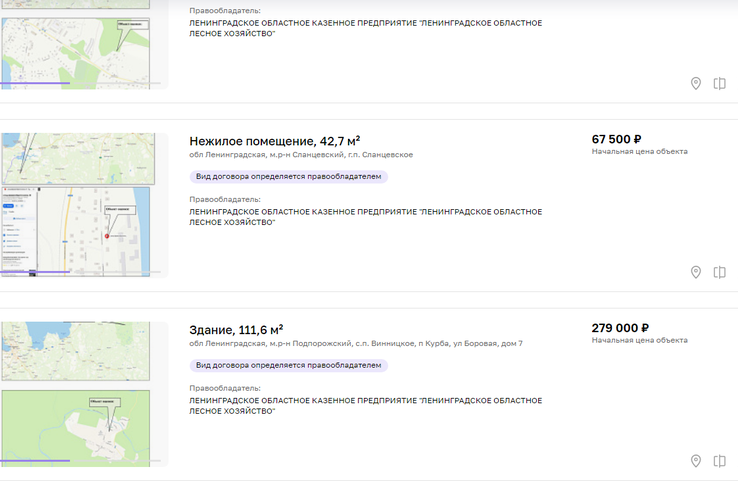 Правообладатель:
ЛЕНИНГРАДСКОЕ ОБЛАСТНОЕ КАЗЕННОЕ ПРЕДПРИЯТИЕ "ЛЕНИНГРАДСКОЕ ОБЛАСТНОЕ
ЛЕСНОЕ ХОЗЯЙСТВО"
Нежилое помещение, 42,7 м²
67 500 ₽
обл Ленинградская, м.р-н Сланцевский, г.п. Сланцевское
Начальная цена объекта
Вид договора определяется правообладателем
Правообладатель:
ЛЕНИНГРАДСКОЕ ОБЛАСТНОЕ КАЗЕННОЕ ПРЕДПРИЯТИЕ "ЛЕНИНГРАДСКОЕ ОБЛАСТНОЕ
ЛЕСНОЕ ХОЗЯЙСТВО"
Здание, 111,6 м²
279 000 ₽
обл Ленинградская, м.р-н Подпорожский, с.п. Винницкое, п Курба, ул Боровая, дом 7
Начальная цена объекта
Вид договора определяется правообладателем
Правообладатель:
ЛЕНИНГРАДСКОЕ ОБЛАСТНОЕ КАЗЕННОЕ ПРЕДПРИЯТИЕ "ЛЕНИНГРАДСКОЕ ОБЛАСТНОЕ
ЛЕСНОЕ ХОЗЯЙСТВО"